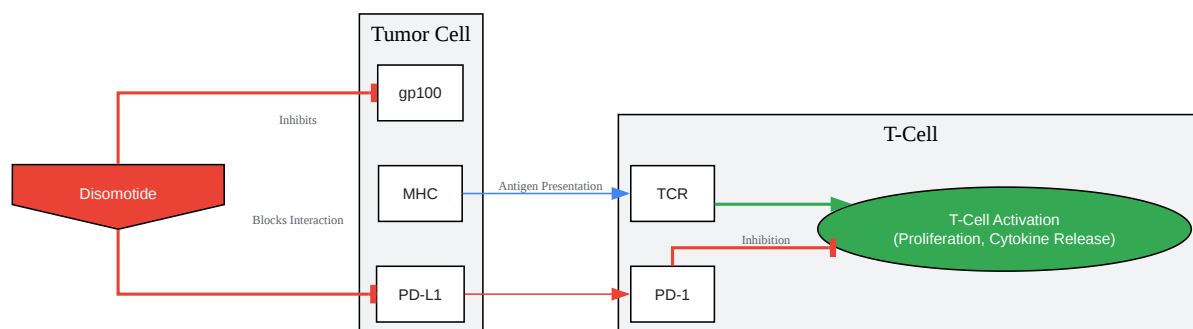 Tumor Cell
gp100
Inhibits
T-Cell
Disomotide
MHC
Antigen Presentation
TCR
Blocks Interaction
T-Cell Activation
(Proliferation, Cytokine Release)
Inhibition
PD-L1
PD-1